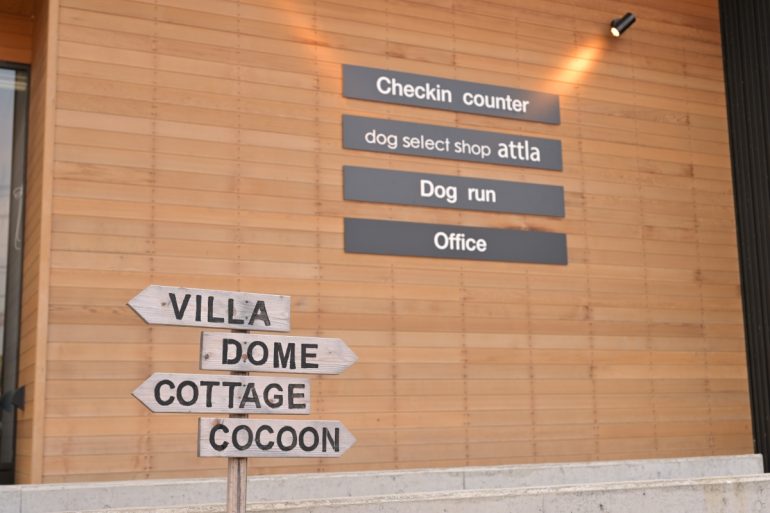 Checkin counter
dog select shop attla
Dog run
Office
VILLA
DOME
COTTAGE
COCOON